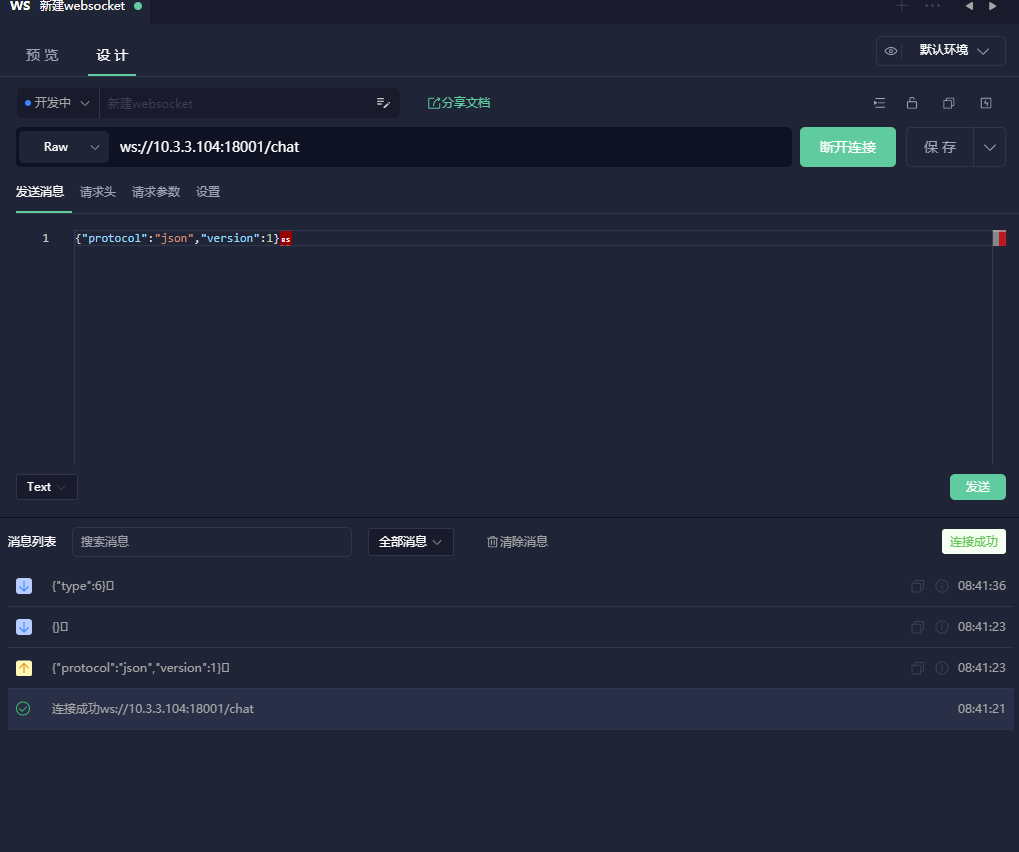 WS 新建websocket
预 览 设 计
默认环境
开发中 新建websocket 分享文档
Raw ws://10.3.3.104:18001/chat 断开连接 保 存
发送消息 请求头 请求参数 设置
1 {"protocol":"json","version":1}RS
Text 发送
消息列表 搜索消息 全部消息 清除消息 连接成功
{"type":6}▯ 08:41:36
{}▯ 08:41:23
{"protocol":"json","version":1}▯ 08:41:23
连接成功ws://10.3.3.104:18001/chat 08:41:21